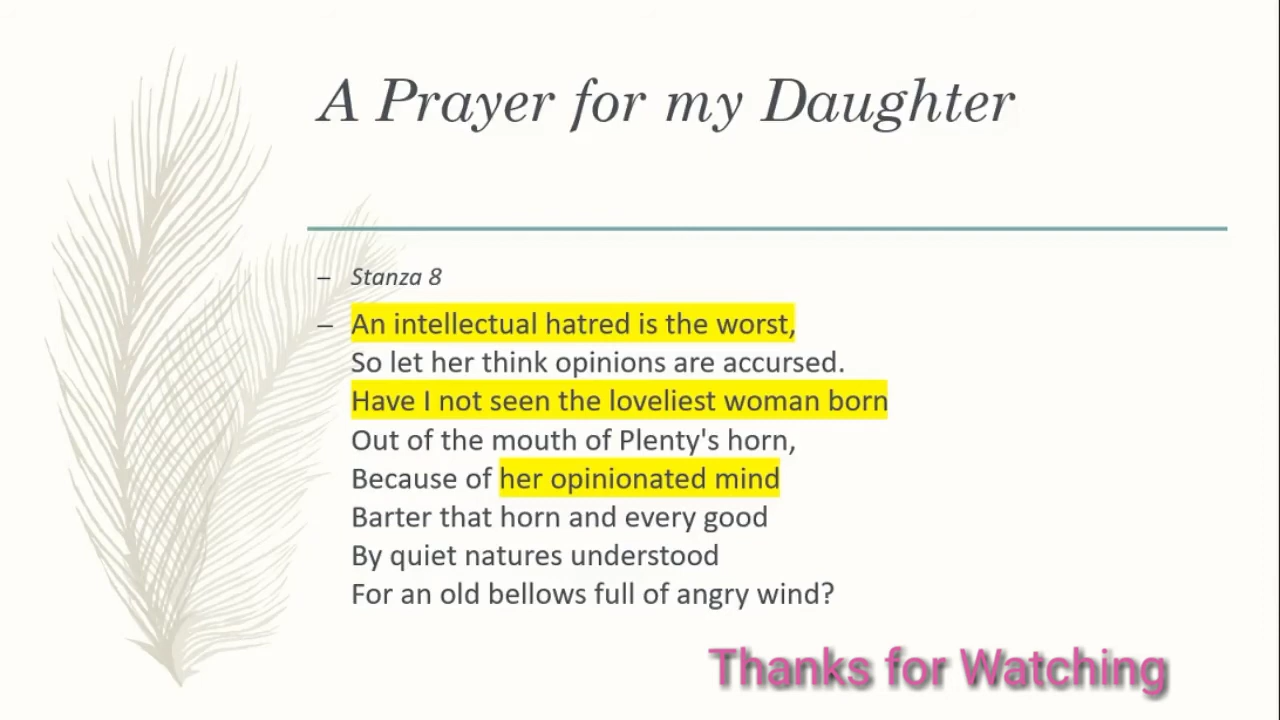 A Prayer for my Daughter
– Stanza 8
– An intellectual hatred is the worst,
So let her think opinions are accursed.
Have I not seen the loveliest woman born
Out of the mouth of Plenty's horn,
Because of her opinionated mind
Barter that horn and every good
By quiet natures understood
For an old bellows full of angry wind?
Thanks for Watching